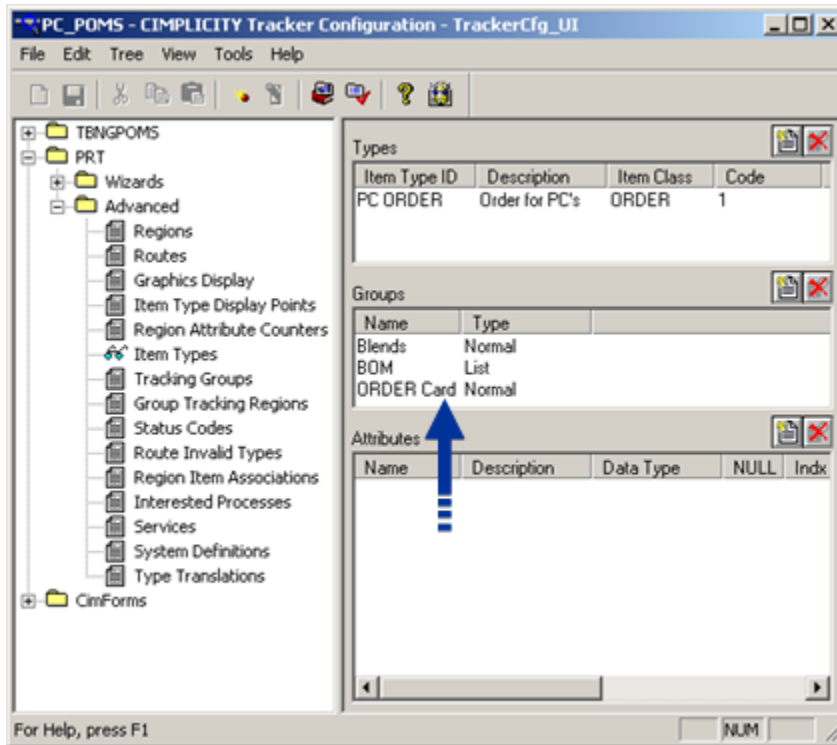 PC_POMS - CIMPLICITY Tracker Configuration - TrackerCfg_UI
File Edit Tree View Tools Help
TBNGPOMS
PRT
Wizards
Advanced
Regions
Routes
Graphics Display
Item Type Display Points
Region Attribute Counters
Item Types
Tracking Groups
Group Tracking Regions
Status Codes
Route Invalid Types
Region Item Associations
Interested Processes
Services
System Definitions
Type Translations
CimForms
Types
Item Type ID Description Item Class Code
PC ORDER Order for PC's ORDER 1
Groups
Name Type
Blends Normal
BOM List
ORDER Card Normal
Attributes
Name Description Data Type NULL Indx
For Help, press F1
NUM